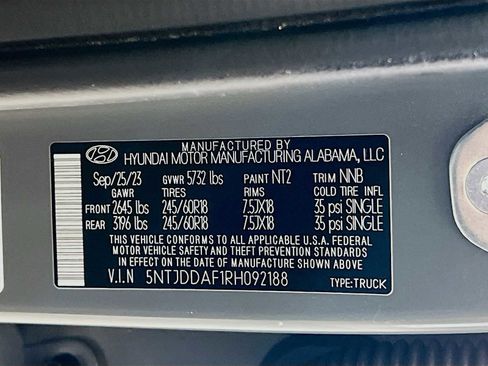 MANUFACTURED BY
HYUNDAI MOTOR MANUFACTURING ALABAMA, LLC
Sep/25/23 GVWR 5732 lbs PAINT NT2 TRIM NNB
GAWR TIRES RIMS COLD TIRE INFL
FRONT 2645 lbs 245/60R18 7.5JX18 35 psi SINGLE
REAR 3196 lbs 245/60R18 7.5JX18 35 psi SINGLE
THIS VEHICLE CONFORMS TO ALL APPLICABLE U.S.A. FEDERAL
MOTOR VEHICLE SAFETY AND THEFT PREVENTION STANDARDS
IN EFFECT ON THE DATE OF MANUFACTURE SHOWN ABOVE.
V.I.N 5NTJDDAF1RH092188
TYPE:TRUCK